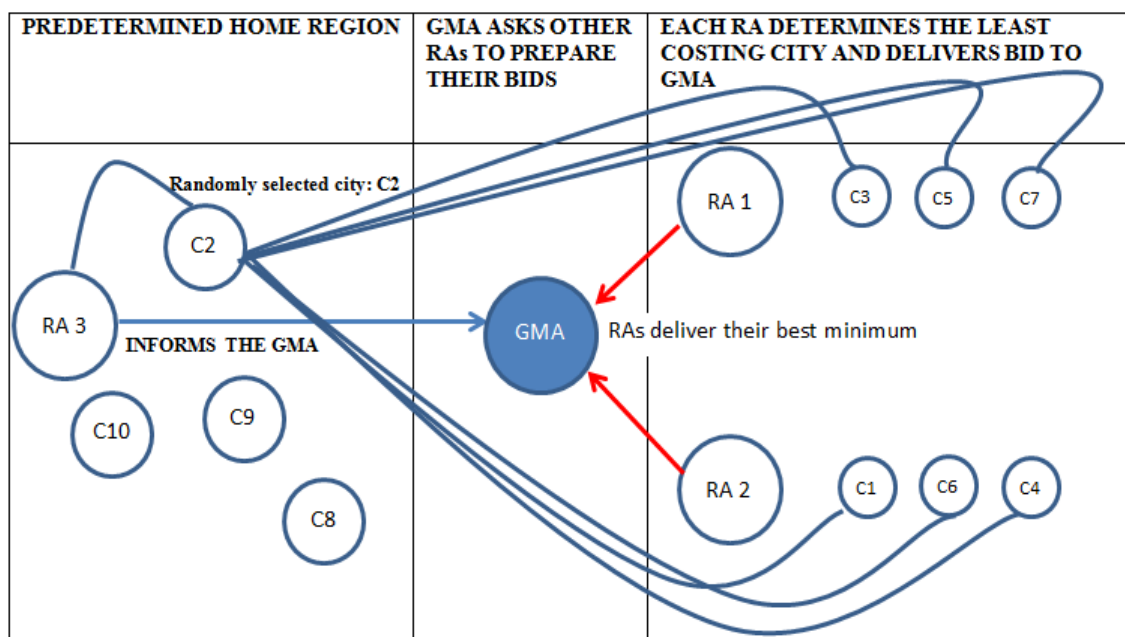 PREDETERMINED HOME REGION
GMA ASKS OTHER
RAs TO PREPARE
THEIR BIDS
EACH RA DETERMINES THE LEAST
COSTING CITY AND DELIVERS BID TO
GMA
Randomly selected city: C2
C2
RA 3
INFORMS THE GMA
C10
C9
C8
GMA
RAs deliver their best minimum
RA 1
C3
C5
C7
RA 2
C1
C6
C4